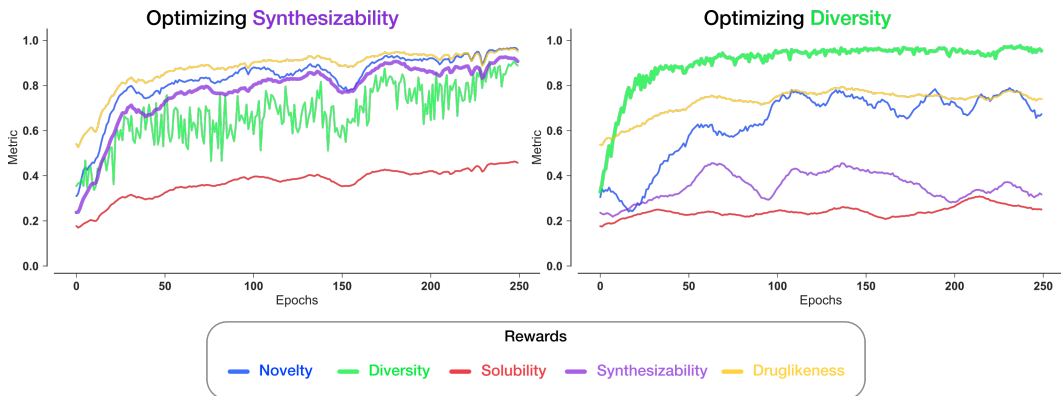 Optimizing Synthesizability
Optimizing Diversity
1.0
0.8
0.6
0.4
0.2
0.0
Metric
0 50 100 150 200 250
Epochs
1.0
0.8
0.6
0.4
0.2
0.0
Metric
0 50 100 150 200 250
Epochs
Rewards
Novelty Diversity Solubility Synthesizability Druglikeness